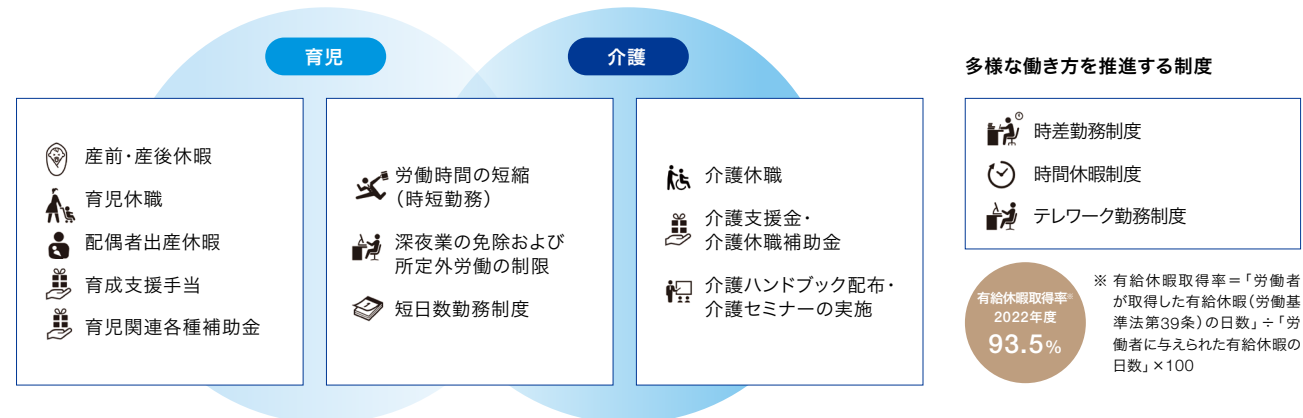 育児
産前・産後休暇
育児休職
配偶者出産休暇
育成支援手当
育児関連各種補助金
労働時間の短縮
（時短勤務）
深夜業の免除および
所定外労働の制限
短日数勤務制度
介護
介護休職
介護支援金・
介護休職補助金
介護ハンドブック配布・
介護セミナーの実施
多様な働き方を推進する制度
時差勤務制度
時間休暇制度
テレワーク勤務制度
有給休暇取得率※
2022年度
93.5%
※ 有給休暇取得率＝「労働者
が取得した有給休暇（労働基
準法第39条）の日数」÷「労
働者に与えられた有給休暇の
日数」×100